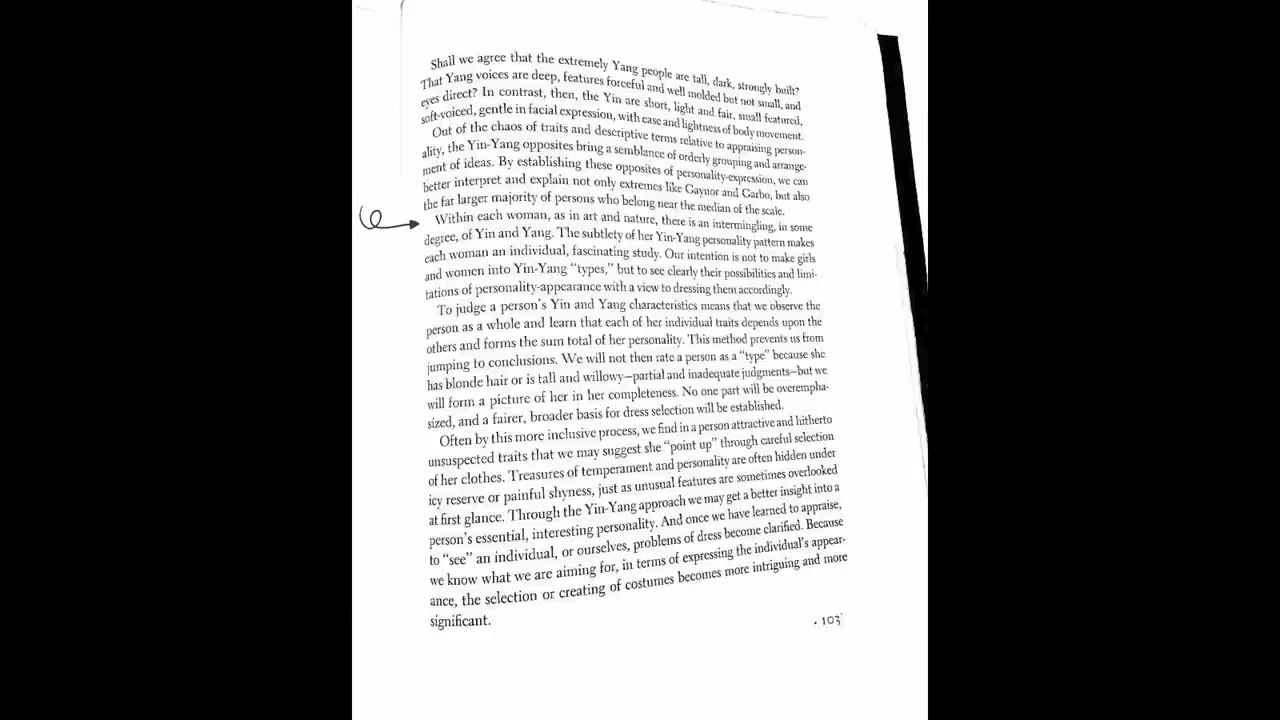 Shall we agree that the extremely Yang people are tall, dark, strongly built?
That Yang voices are deep, features forceful and well molded but not small, and
eyes direct? In contrast, then, the Yin are short, light and fair, small featured,
soft-voiced, gentle in facial expression, with ease and lightness of body movement.
Out of the chaos of traits and descriptive terms relative to appraising person-
ality, the Yin-Yang opposites bring a semblance of orderly grouping and arrange-
ment of ideas. By establishing these opposites of personality-expression, we can
better interpret and explain not only extremes like Gaynor and Garbo, but also
the far larger majority of persons who belong near the median of the scale.
Within each woman, as in art and nature, there is an intermingling, in some
degree, of Yin and Yang. The subtlety of her Yin-Yang personality pattern makes
each woman an individual, fascinating study. Our intention is not to make girls
and women into Yin-Yang “types,” but to see clearly their possibilities and limi-
tations of personality-appearance with a view to dressing them accordingly.
To judge a person’s Yin and Yang characteristics means that we observe the
person as a whole and learn that each of her individual traits depends upon the
others and forms the sum total of her personality. This method prevents us from
jumping to conclusions. We will not then rate a person as a “type” because she
has blonde hair or is tall and willowy—partial and inadequate judgments—but we
will form a picture of her in her completeness. No one part will be overempha-
sized, and a fairer, broader basis for dress selection will be established.
Often by this more inclusive process, we find in a person attractive and hitherto
unsuspected traits that we may suggest she “point up” through careful selection
of her clothes. Treasures of temperament and personality are often hidden under
icy reserve or painful shyness, just as unusual features are sometimes overlooked
at first glance. Through the Yin-Yang approach we may get a better insight into a
person’s essential, interesting personality. And once we have learned to appraise,
to “see” an individual, or ourselves, problems of dress become clarified. Because
we know what we are aiming for, in terms of expressing the individual’s appear-
ance, the selection or creating of costumes becomes more intriguing and more
significant.
· 103